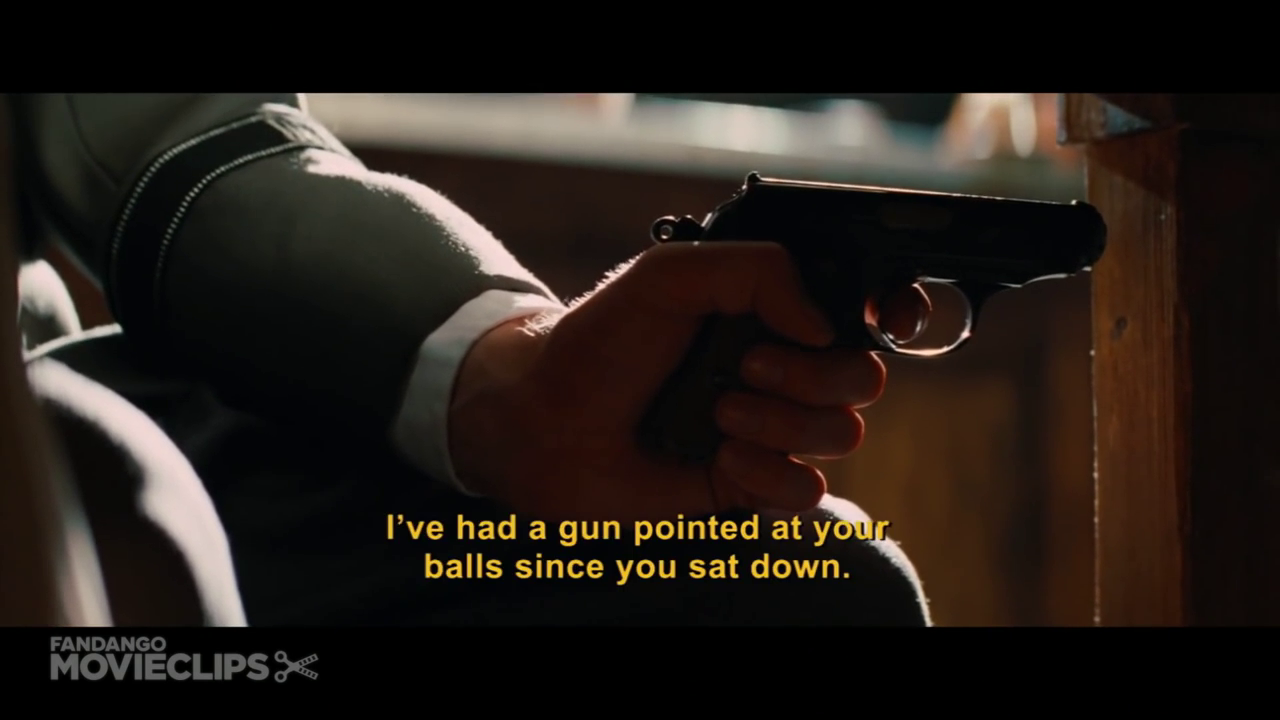 I’ve had a gun pointed at your
balls since you sat down.
FANDANGO
MOVIECLIPS